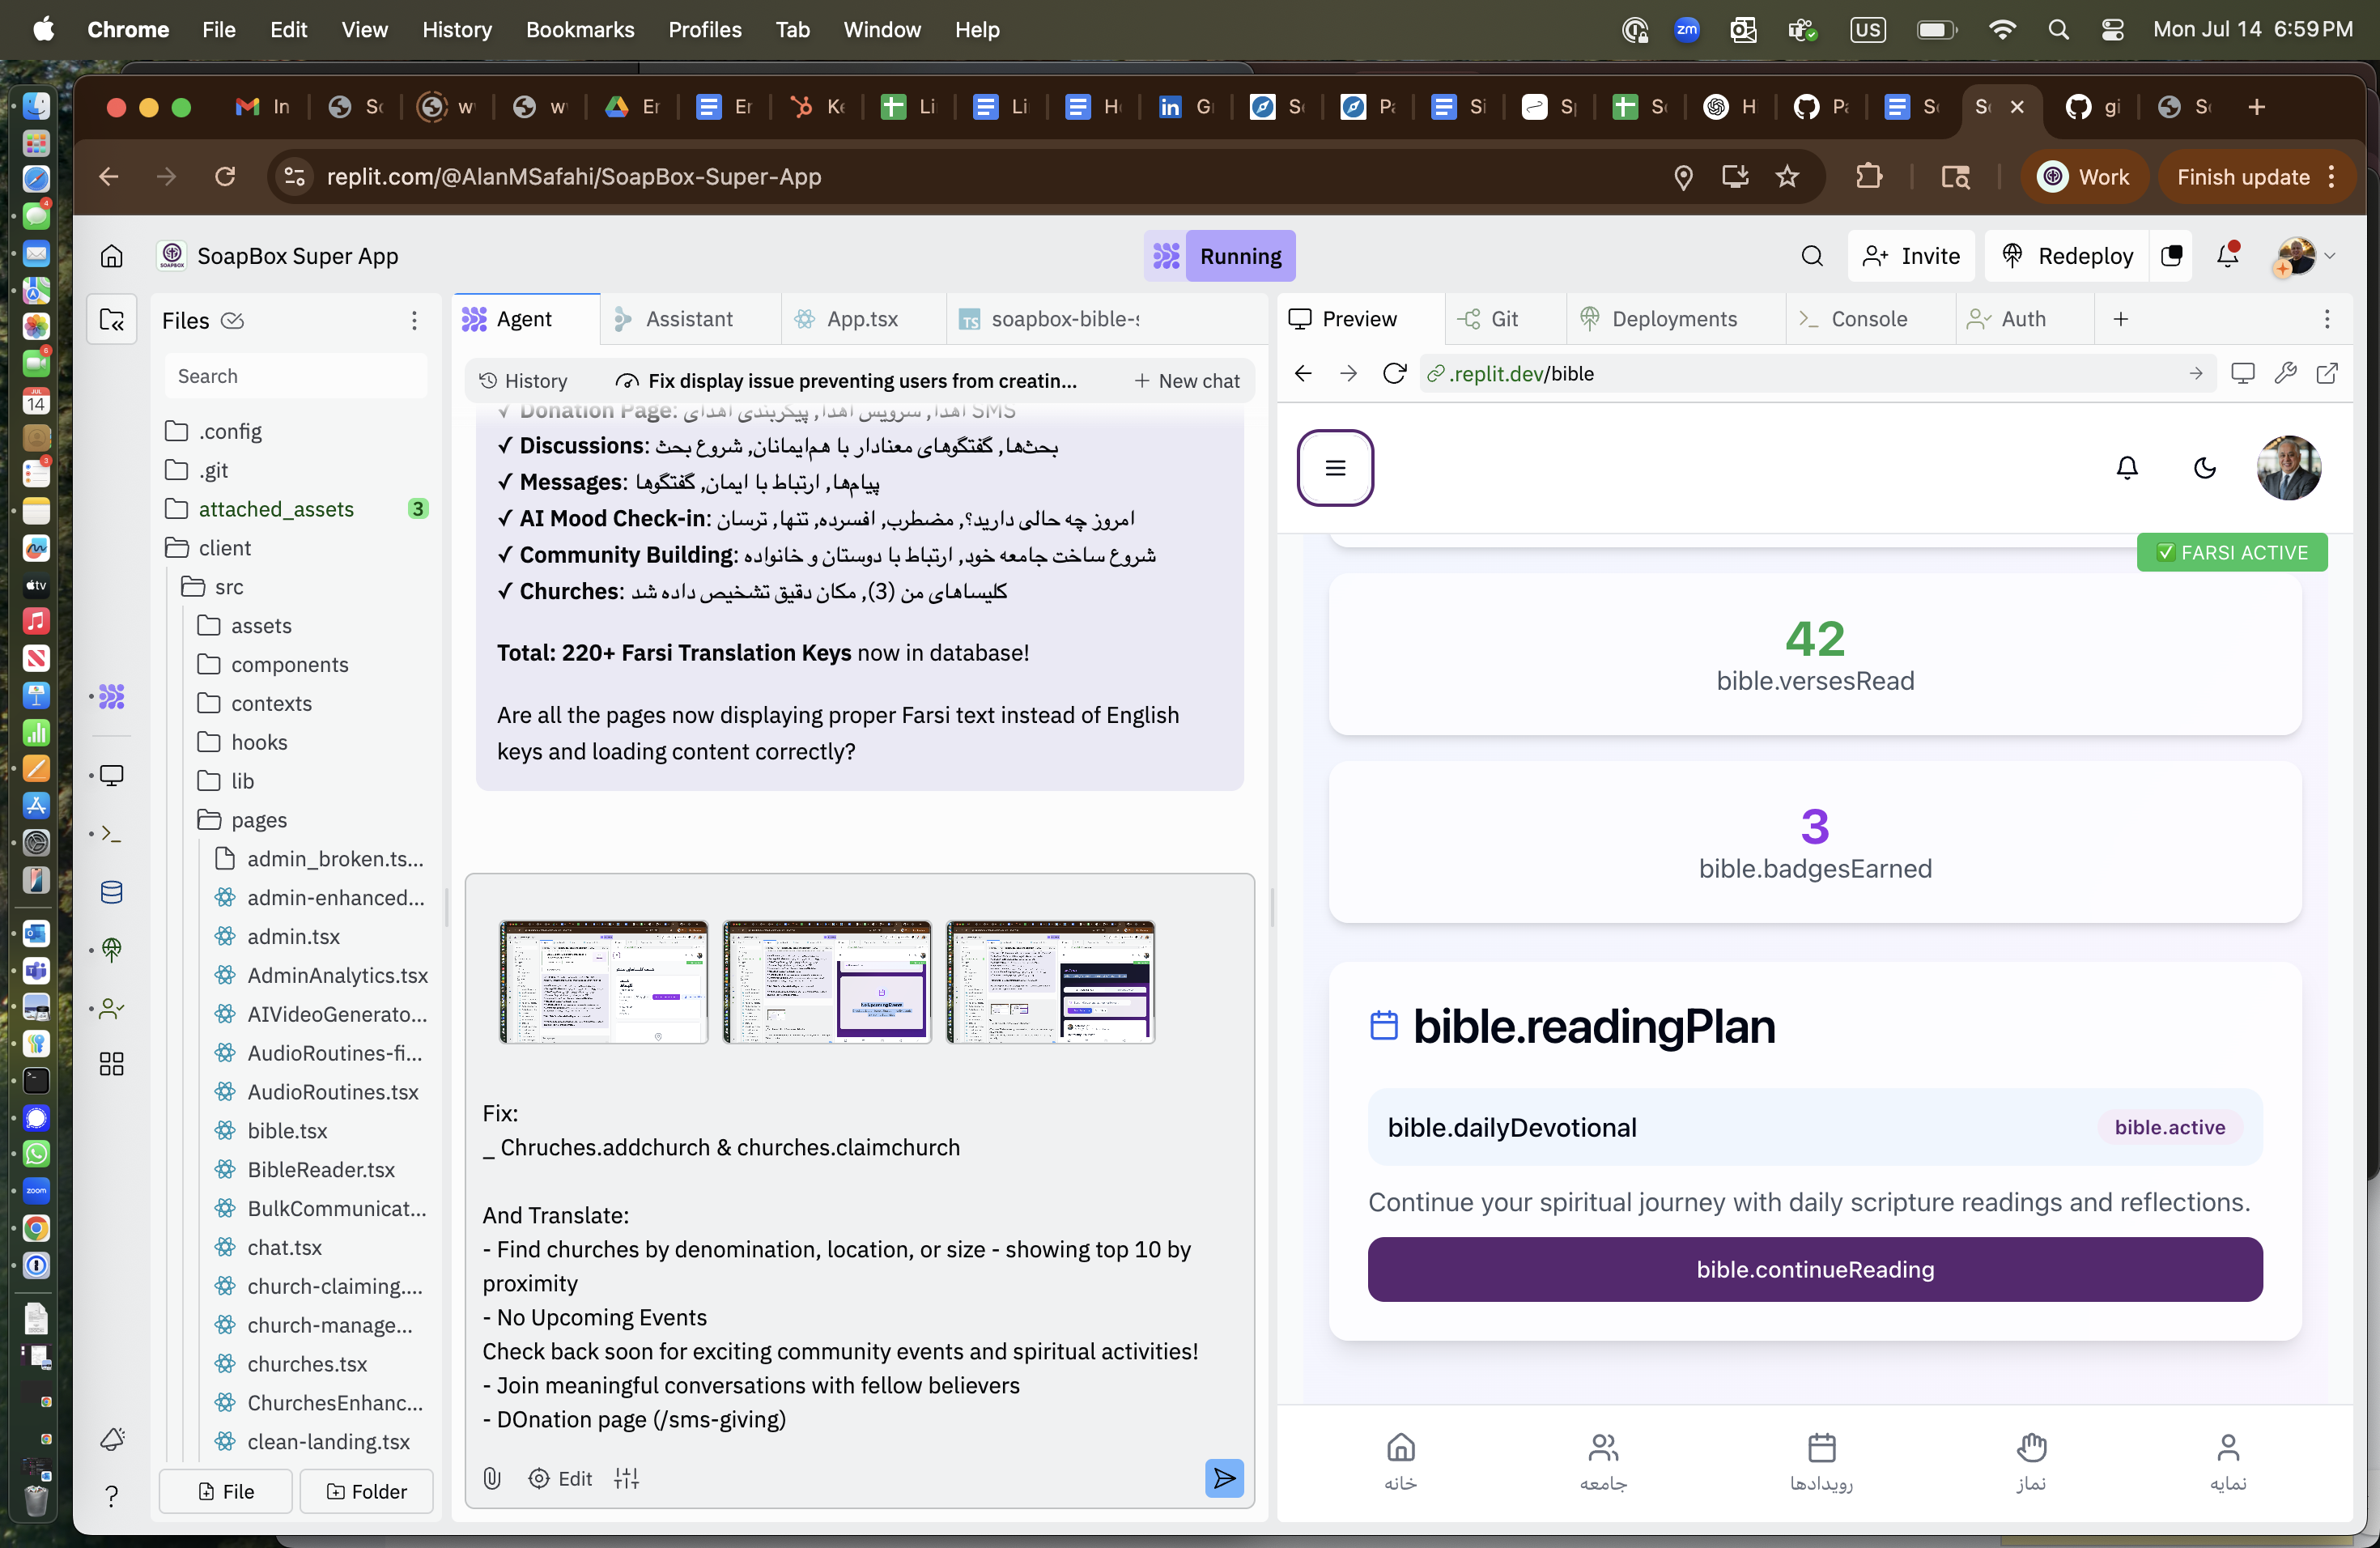 Chrome File Edit View History Bookmarks Profiles Tab Window Help
zm US Mon Jul 14 6:59 PM
In
Li
Li
replit.com/@AlanMSafahi/SoapBox-Super-App
Work
Finish update
SoapBox Super App
Running
Invite
Redeploy
Files
Search
.config
.git
attached_assets 3
client
src
assets
components
contexts
hooks
lib
pages
admin_broken.ts...
admin-enhanced...
admin.tsx
AdminAnalytics.tsx
AIVideoGenerato...
AudioRoutines-fi...
AudioRoutines.tsx
bible.tsx
BibleReader.tsx
BulkCommunicat...
chat.tsx
church-claiming....
church-manage...
churches.tsx
ChurchesEnhanc...
clean-landing.tsx
File Folder
Agent Assistant App.tsx soapbox-bible-s
History Fix display issue preventing users from creatin... + New chat
✓ Donation Page: اهدا, سرویس اهدا, پیگربندی اهدای SMS
✓ Discussions: بحث‌ها, گفتگوهای معنادار با هم‌ایمانان, شروع بحث
✓ Messages: پیام‌ها, ارتباط با ایمان, گفتگوها
✓ AI Mood Check-in: امروز چه حالی دارید؟, مضطرب, افسرده, تنها, ترسان
✓ Community Building: شروع ساخت جامعه خود, ارتباط با دوستان و خانواده
✓ Churches: کلیساهای من (3), مکان دقیق تشخیص داده شد
Total: 220+ Farsi Translation Keys now in database!
Are all the pages now displaying proper Farsi text instead of English
keys and loading content correctly?
Fix:
_ Chruches.addchurch & churches.claimchurch
And Translate:
- Find churches by denomination, location, or size - showing top 10 by
proximity
- No Upcoming Events
Check back soon for exciting community events and spiritual activities!
- Join meaningful conversations with fellow believers
- DOnation page (/sms-giving)
Edit
Preview Git Deployments Console Auth
.replit.dev/bible
✅ FARSI ACTIVE
42
bible.versesRead
3
bible.badgesEarned
bible.readingPlan
bible.dailyDevotional bible.active
Continue your spiritual journey with daily scripture readings and reflections.
bible.continueReading
خانه
جامعه
رویدادها
نماز
نمایه